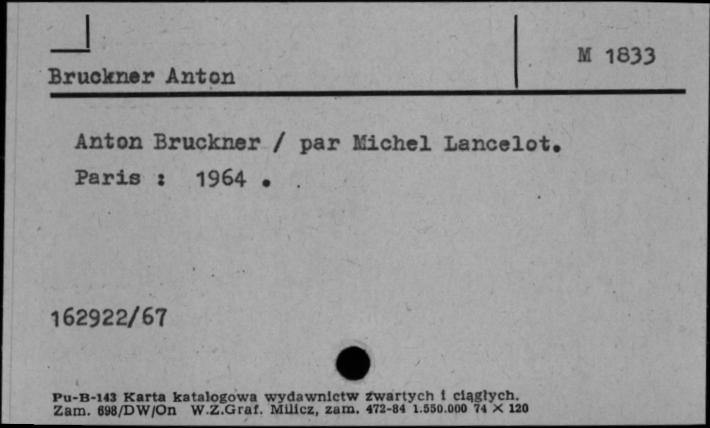 M 1833
Bruckner Anton
Anton Bruckner / par Michel Lancelot.
Paris : 1964 .
162922/67
Pu-B-143 Karta katalogowa wydawnictw zwartych i ciągłych.
Zam. 698/DW/On W.Z.Graf. Milicz, zam. 472-84 1.550.000 74 X 120